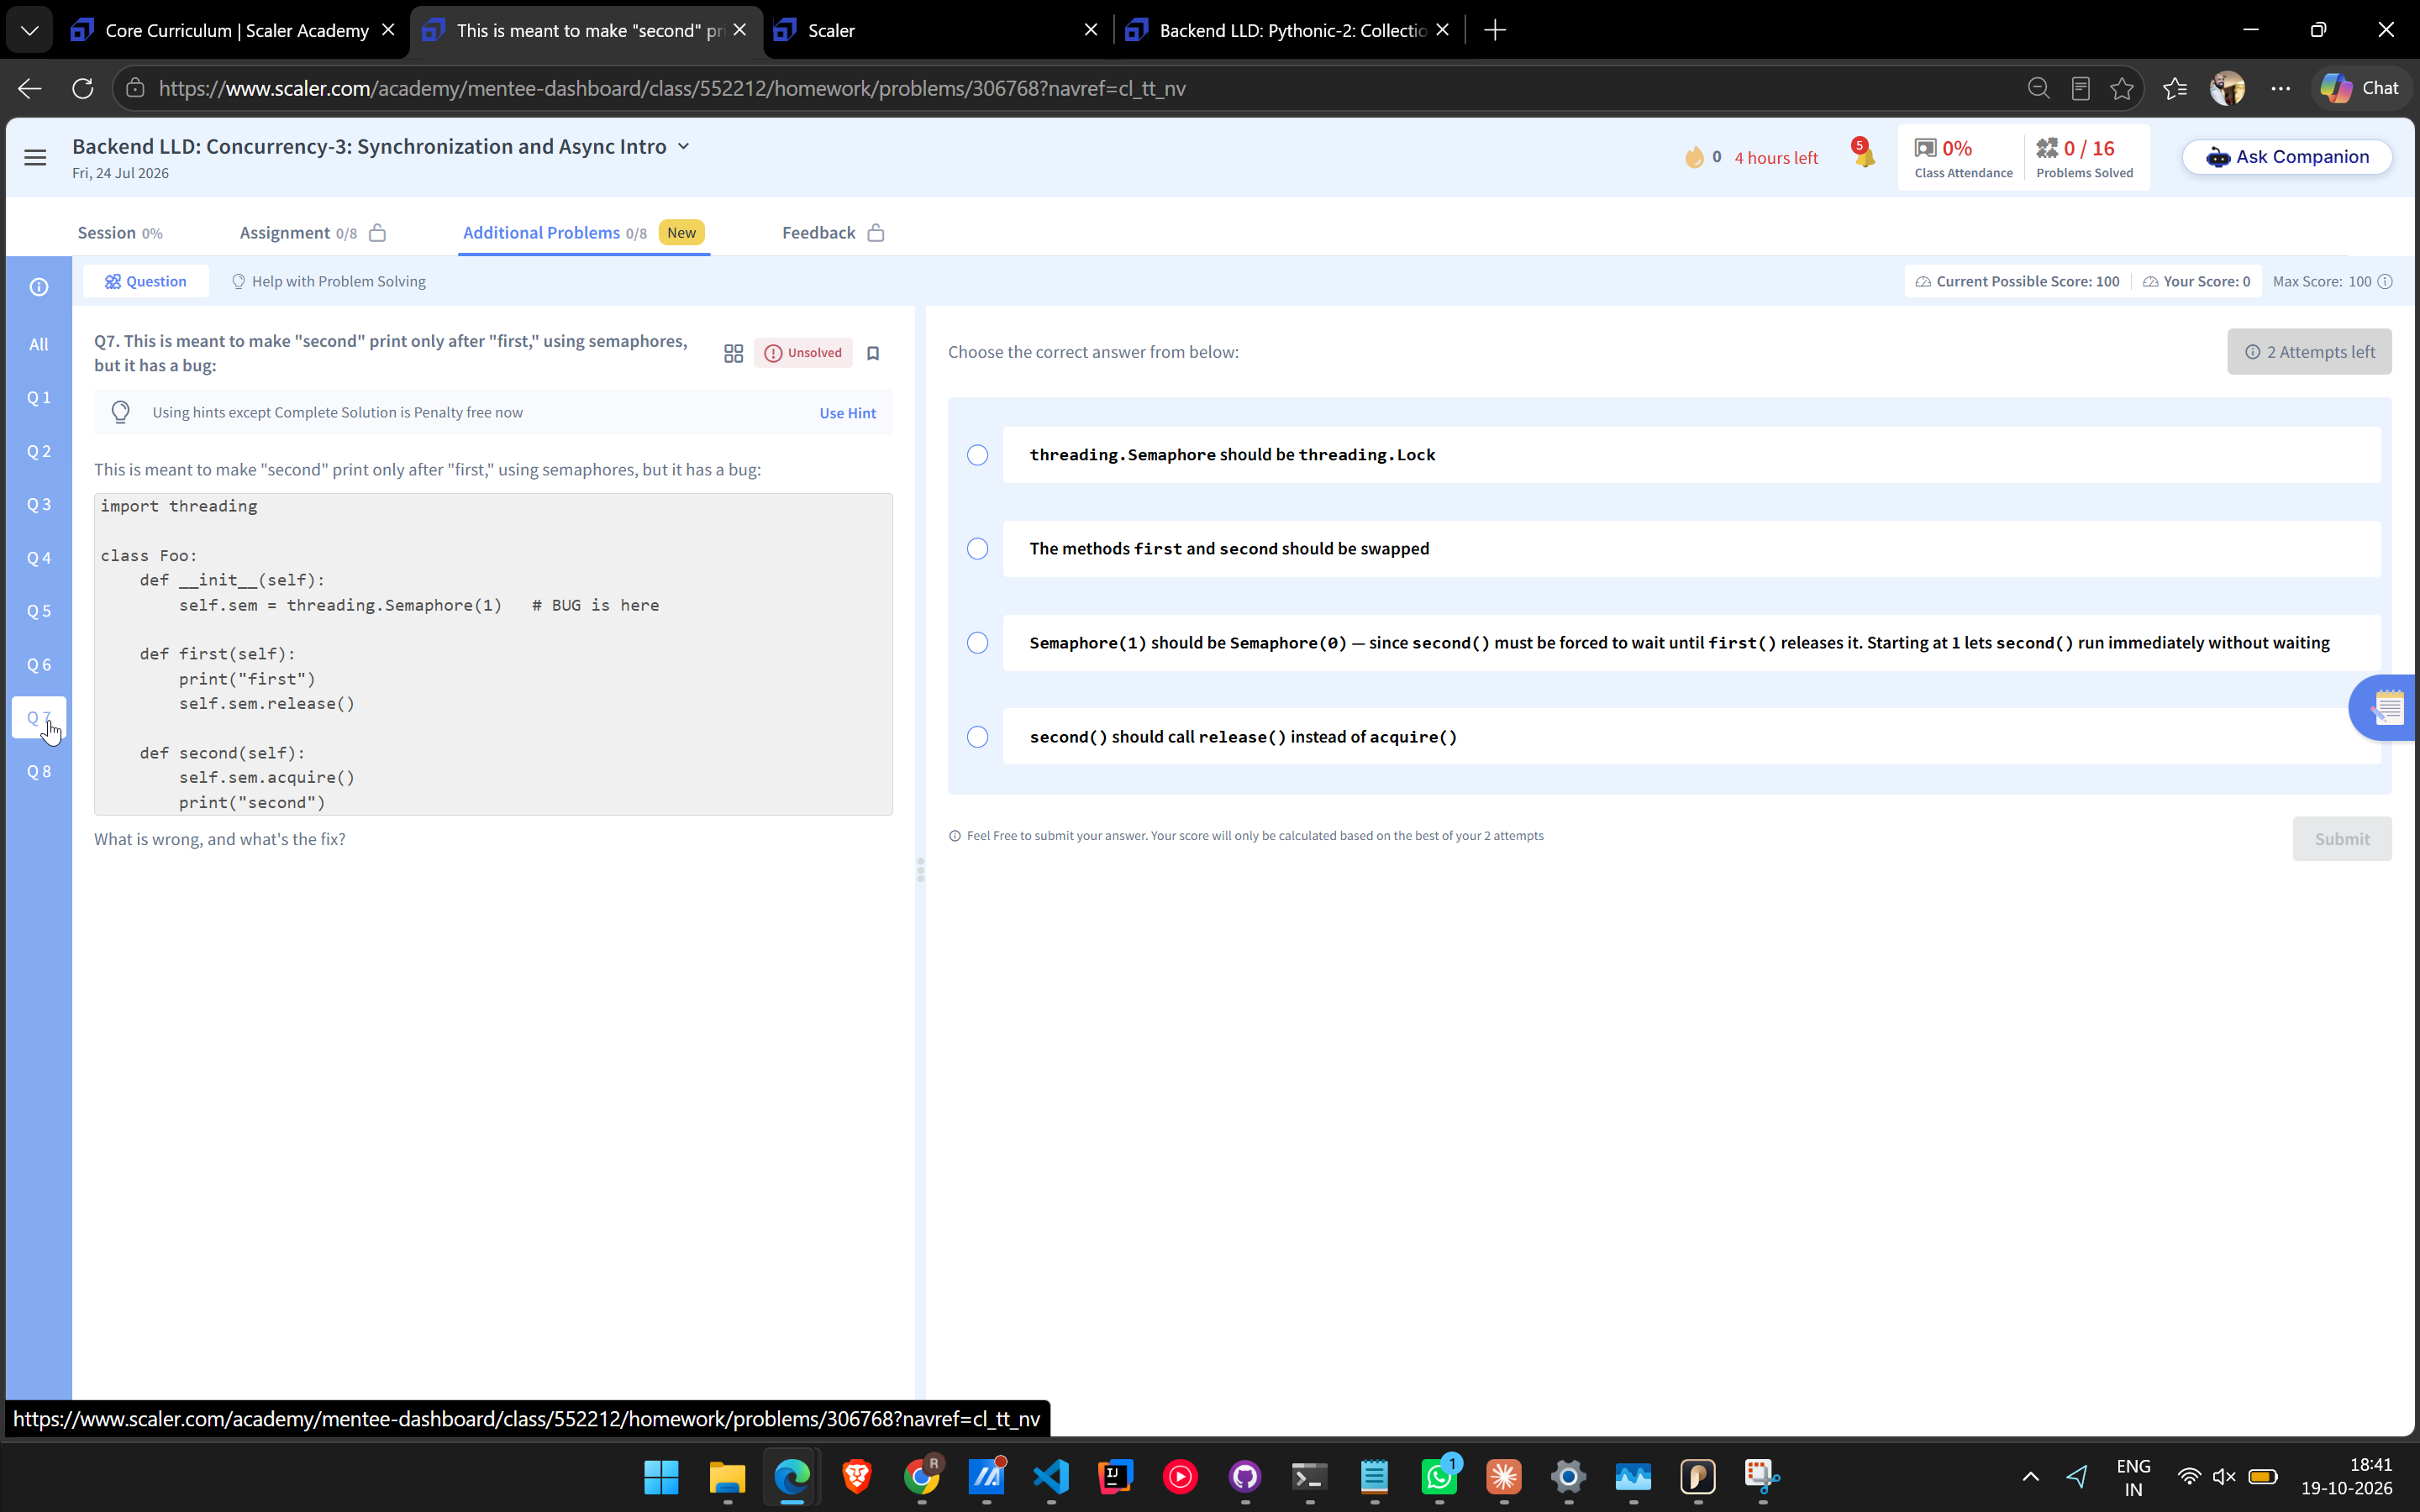 Core Curriculum | Scaler Academy
This is meant to make "second" pr
Scaler
Backend LLD: Pythonic-2: Collectio
https://www.scaler.com/academy/mentee-dashboard/class/552212/homework/problems/306768?navref=cl_tt_nv
Chat
Backend LLD: Concurrency-3: Synchronization and Async Intro
Fri, 24 Jul 2026
0 4 hours left
5
0%
Class Attendance
0 / 16
Problems Solved
Ask Companion
Session 0%
Assignment 0/8
Additional Problems 0/8 New
Feedback
Question
Help with Problem Solving
Current Possible Score: 100
Your Score: 0
Max Score: 100
All
Q 1
Q 2
Q 3
Q 4
Q 5
Q 6
Q 7
Q 8
Q7. This is meant to make "second" print only after "first," using semaphores,
but it has a bug:
Unsolved
Using hints except Complete Solution is Penalty free now
Use Hint
This is meant to make "second" print only after "first," using semaphores, but it has a bug:
import threading
class Foo:
    def __init__(self):
        self.sem = threading.Semaphore(1)   # BUG is here
    def first(self):
        print("first")
        self.sem.release()
    def second(self):
        self.sem.acquire()
        print("second")
What is wrong, and what's the fix?
Choose the correct answer from below:
2 Attempts left
threading.Semaphore should be threading.Lock
The methods first and second should be swapped
Semaphore(1) should be Semaphore(0) — since second() must be forced to wait until first() releases it. Starting at 1 lets second() run immediately without waiting
second() should call release() instead of acquire()
Feel Free to submit your answer. Your score will only be calculated based on the best of your 2 attempts
Submit
https://www.scaler.com/academy/mentee-dashboard/class/552212/homework/problems/306768?navref=cl_tt_nv
R
IJ
1
ENG
IN
18:41
19-10-2026